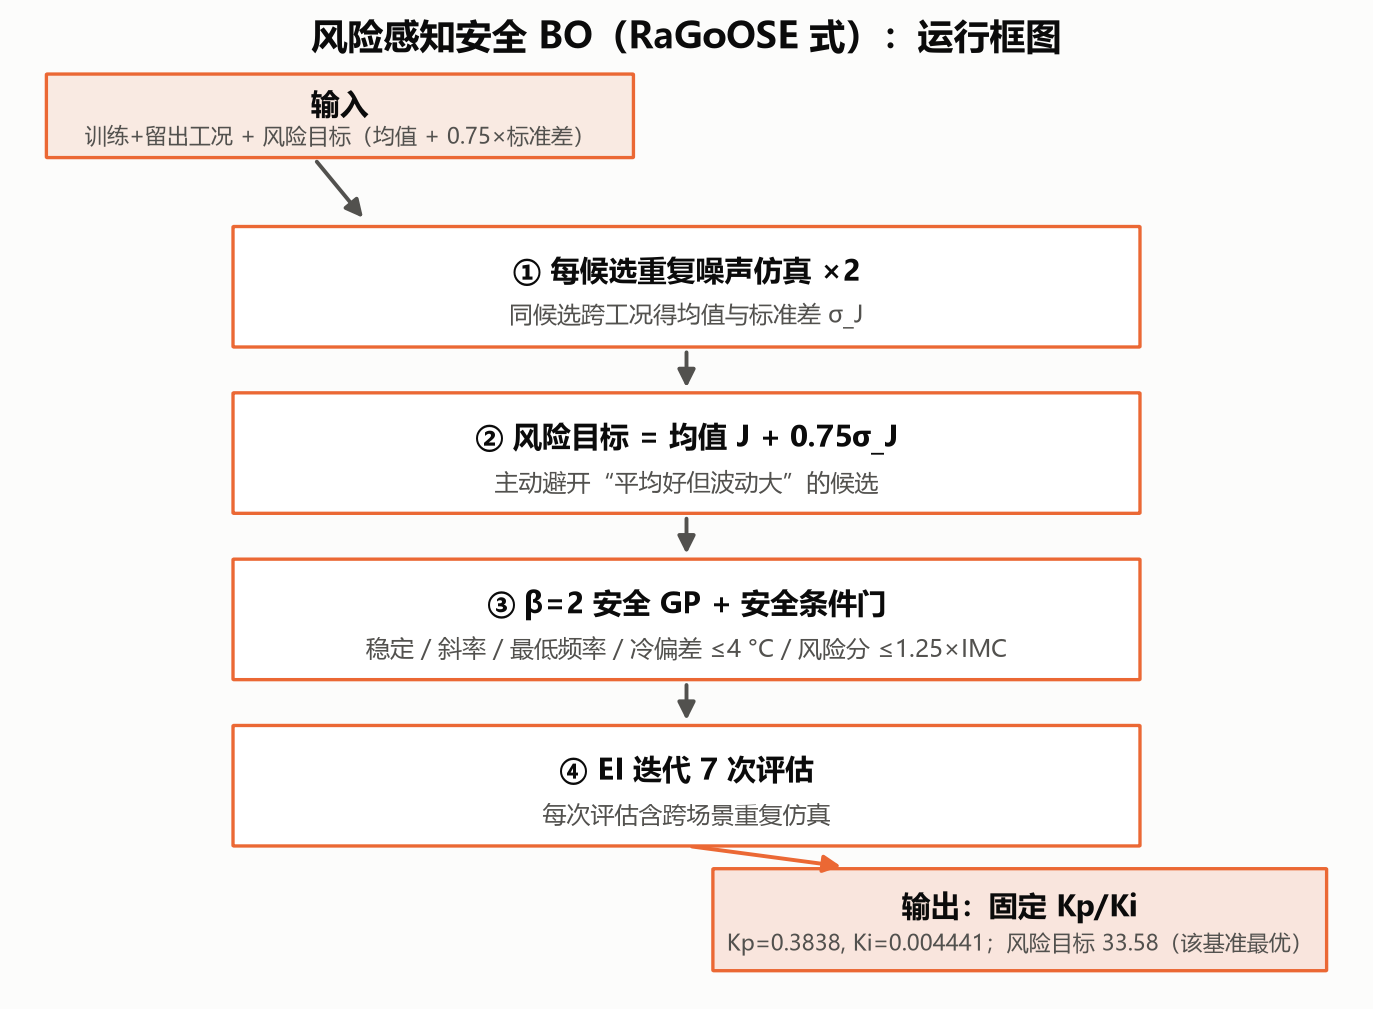 风险感知安全 BO（RaGoOSE 式）：运行框图
输入
训练+留出工况 + 风险目标（均值 + 0.75×标准差）
① 每候选重复噪声仿真 ×2
同候选跨工况得均值与标准差 σ_J
② 风险目标 = 均值 J + 0.75σ_J
主动避开“平均好但波动大”的候选
③ β=2 安全 GP + 安全条件门
稳定 / 斜率 / 最低频率 / 冷偏差 ≤4 °C / 风险分 ≤1.25×IMC
④ EI 迭代 7 次评估
每次评估含跨场景重复仿真
输出：固定 Kp/Ki
Kp=0.3838, Ki=0.004441；风险目标 33.58（该基准最优）